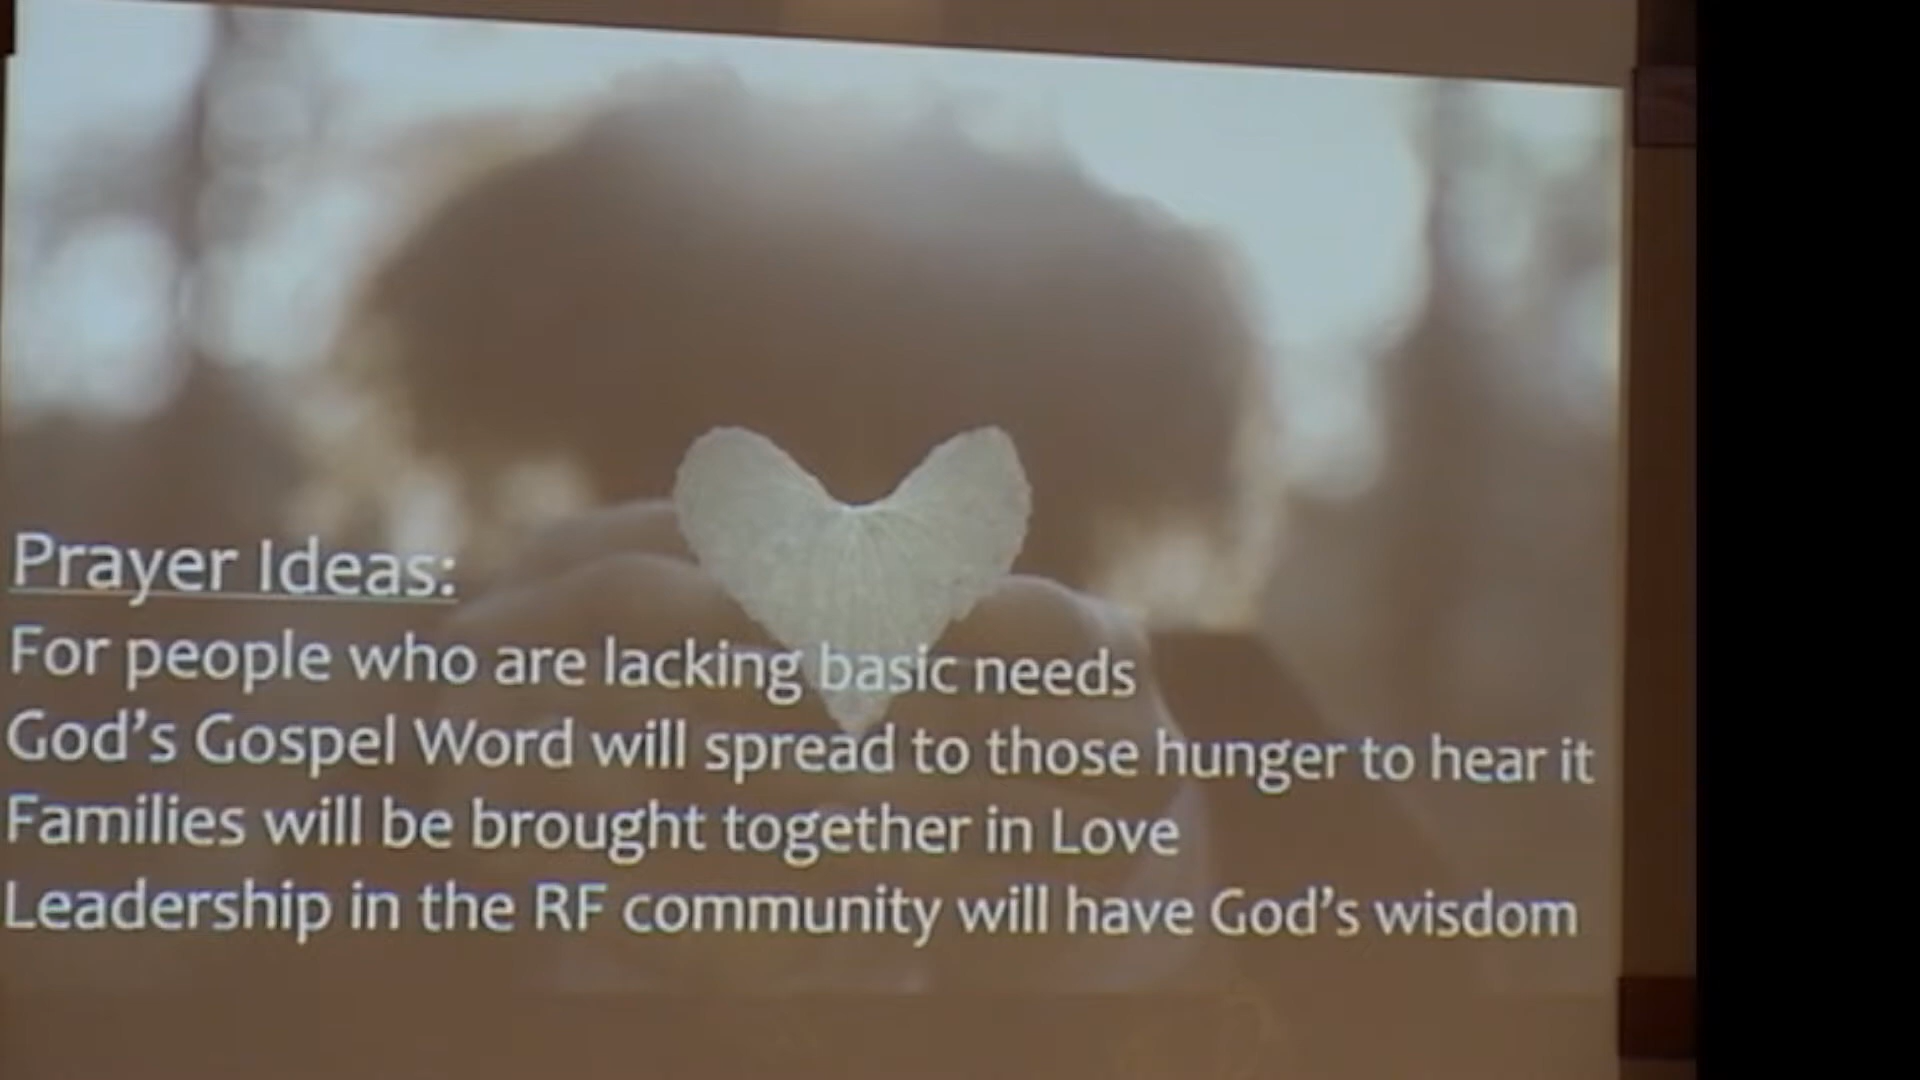 Prayer Ideas:
For people who are lacking basic needs
God's Gospel Word will spread to those hunger to hear it
Families will be brought together in Love
Leadership in the RF community will have God's wisdom